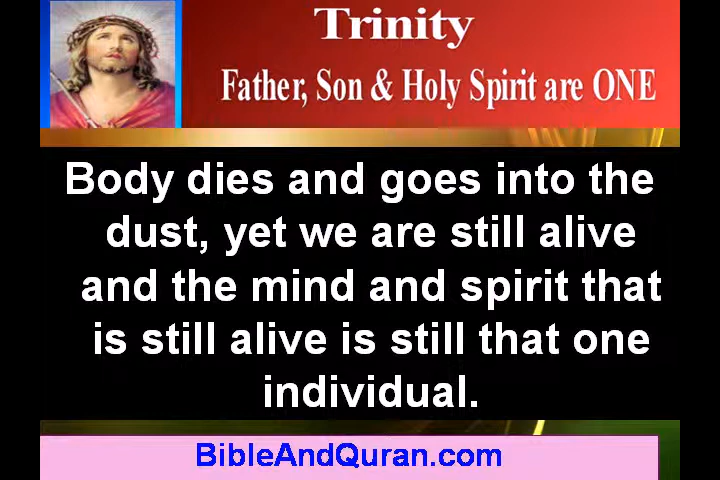 Trinity
Father, Son & Holy Spirit are ONE
Body dies and goes into the
dust, yet we are still alive
and the mind and spirit that
is still alive is still that one
individual.
BibleAndQuran.com